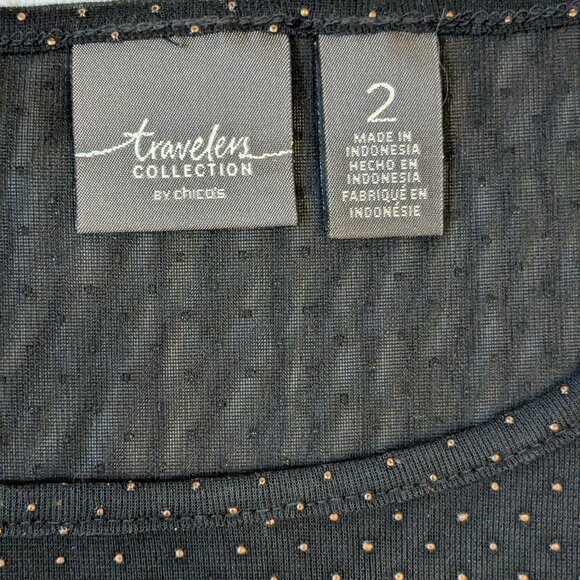 travelers
COLLECTION
BY chico's
2
MADE IN
INDONESIA
HECHO EN
INDONESIA
FABRIQUÉ EN
INDONÉSIE